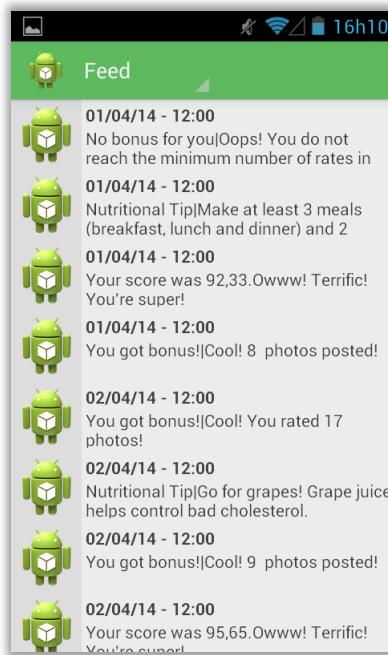 16h10
Feed
01/04/14 - 12:00
No bonus for you|Oops! You do not
reach the minimum number of rates in
01/04/14 - 12:00
Nutritional Tip|Make at least 3 meals
(breakfast, lunch and dinner) and 2
01/04/14 - 12:00
Your score was 92,33.Owww! Terrific!
You're super!
01/04/14 - 12:00
You got bonus!|Cool! 8  photos posted!
02/04/14 - 12:00
You got bonus!|Cool! You rated 17
photos!
02/04/14 - 12:00
Nutritional Tip|Go for grapes! Grape juice
helps control bad cholesterol.
02/04/14 - 12:00
You got bonus!|Cool! 9  photos posted!
02/04/14 - 12:00
Your score was 95,65.Owww! Terrific!
You're super!